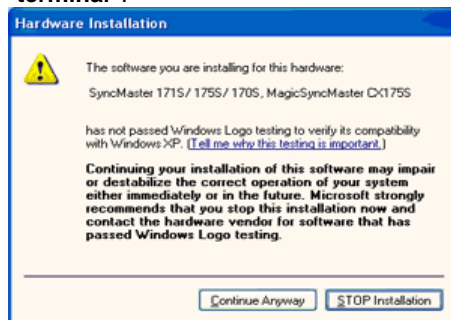 terminal".
Hardware Installation
The software you are installing for this hardware:
SyncMaster 171S/ 175S/ 170S, MagicSyncMaster CX175S
has not passed Windows Logo testing to verify its compatibility
with Windows XP. (Tell me why this testing is important.)
Continuing your installation of this software may impair
or destabilize the correct operation of your system
either immediately or in the future. Microsoft strongly
recommends that you stop this installation now and
contact the hardware vendor for software that has
passed Windows Logo testing.
Continue Anyway
STOP Installation